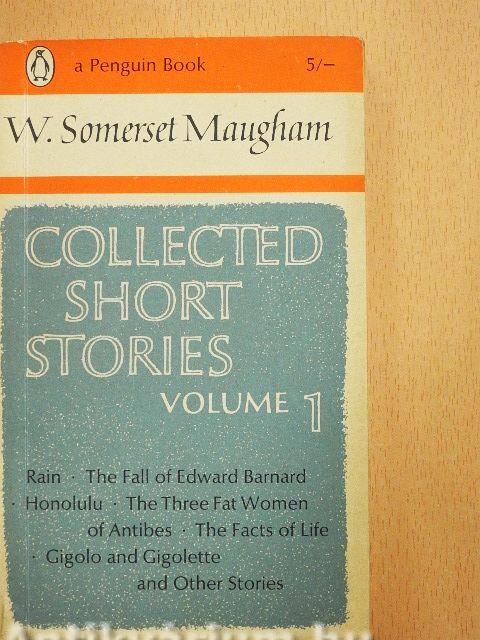 a Penguin Book 5/–
W. Somerset Maugham
COLLECTED
SHORT
STORIES
VOLUME 1
Rain · The Fall of Edward Barnard
· Honolulu · The Three Fat Women
of Antibes · The Facts of Life
· Gigolo and Gigolette
and Other Stories